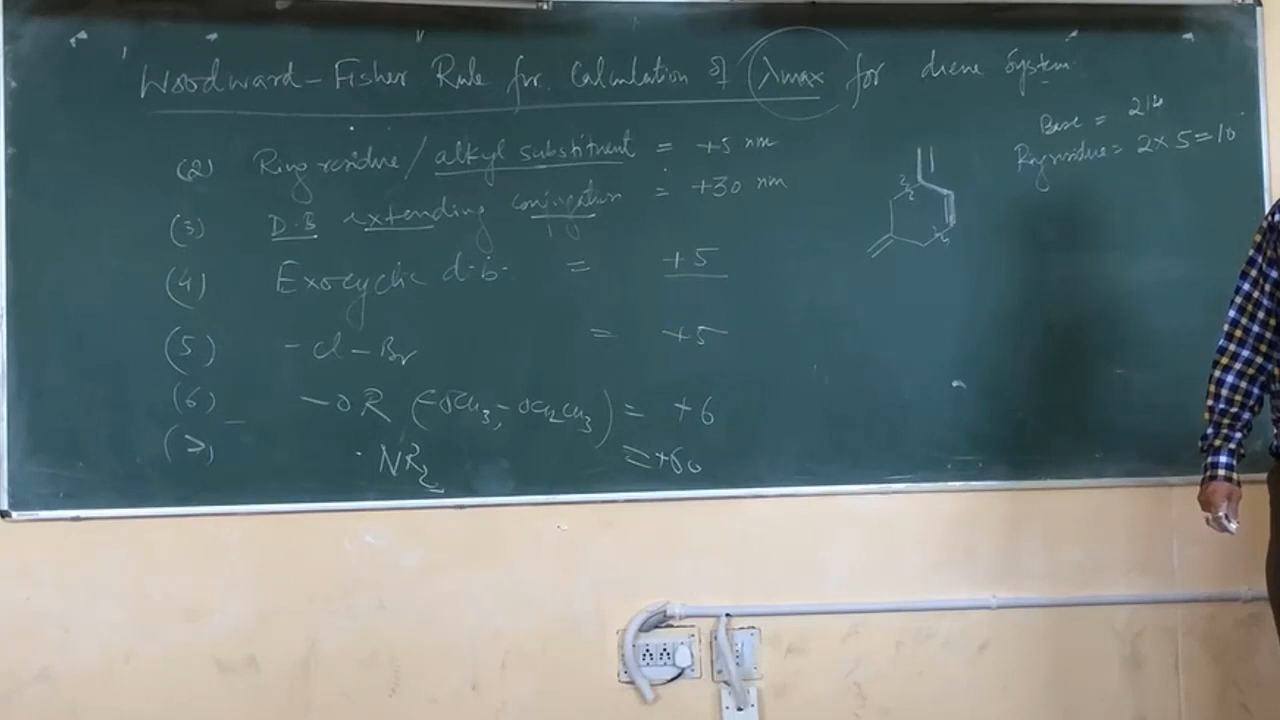 Woodward-Fisher Rule for Calculation of λmax for diene system
(2) Ring residue / alkyl substituent = +5 nm
(3) D.B extending conjugation = +30 nm
(4) Exocyclic d.b. = +5
(5) -Cl -Br = +5
(6) -OR (-OCH3, -OCH2CH3) = +6
(7) NR2 = +60
Base = 214
Ring residue = 2×5=10